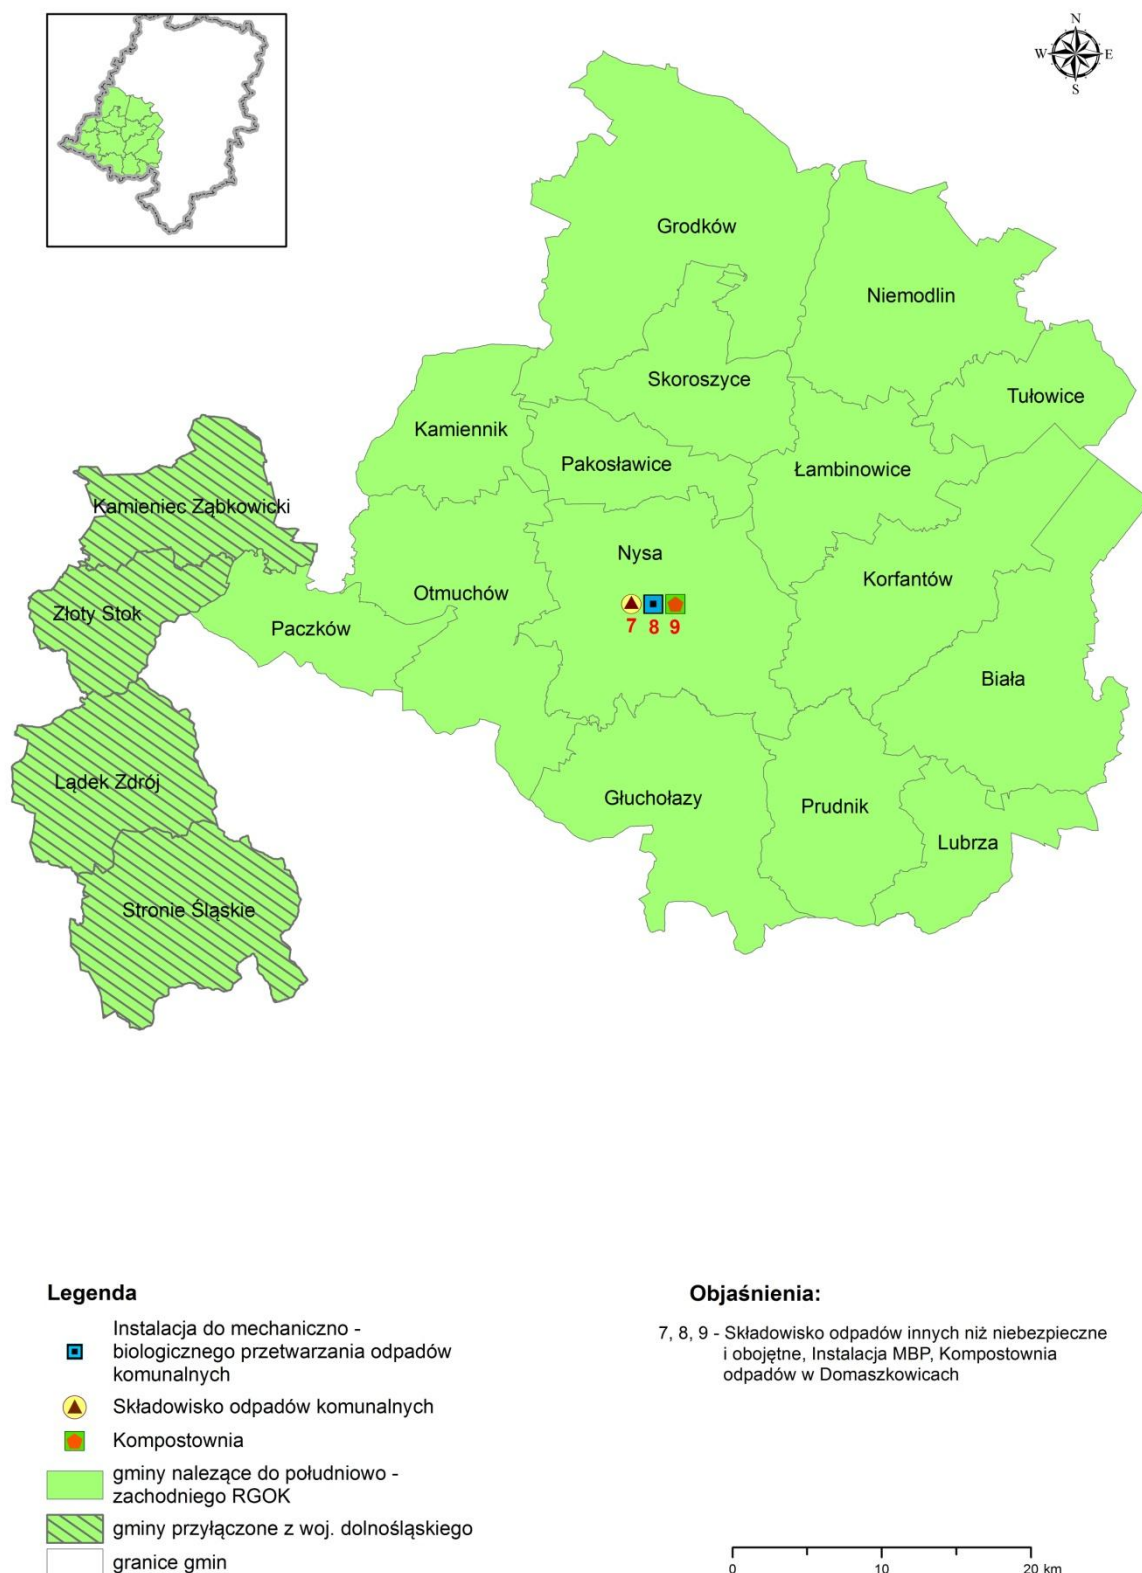 N
W E
S
Grodków
Niemodlin
Skoroszyce
Tułowice
Kamiennik
Pakosławice
Łambinowice
Kamieniec Ząbkowicki
Nysa
Korfantów
Otmuchów
Złoty Stok
Paczków
7 8 9
Biała
Lądek Zdrój
Głuchołazy
Prudnik
Lubrza
Stronie Śląskie
Legenda
Instalacja do mechaniczno -
biologicznego przetwarzania odpadów
komunalnych
Składowisko odpadów komunalnych
Kompostownia
gminy nalezące do południowo -
zachodniego RGOK
gminy przyłączone z woj. dolnośląskiego
granice gmin
Objaśnienia:
7, 8, 9 - Składowisko odpadów innych niż niebezpieczne
i obojętne, Instalacja MBP, Kompostownia
odpadów w Domaszkowicach
0 10 20 km